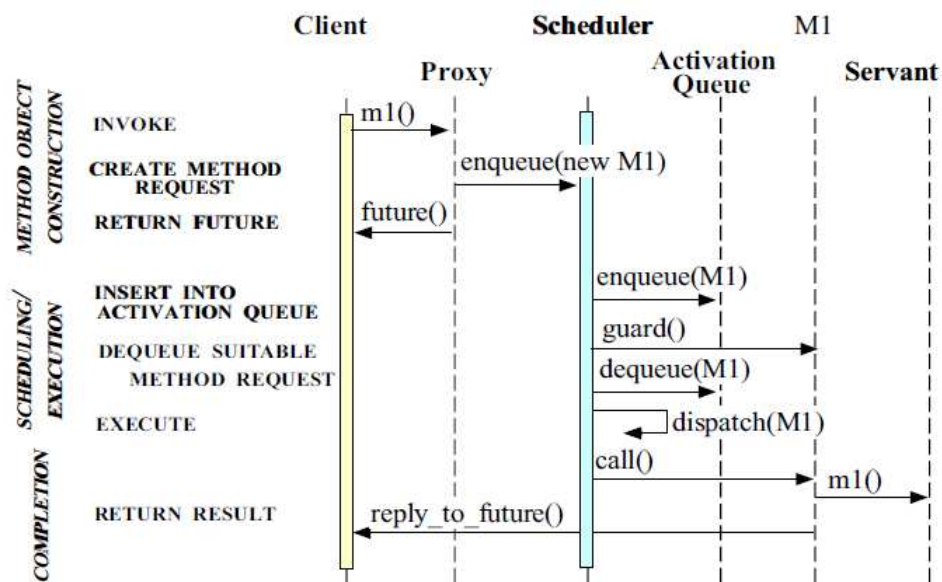 Client Scheduler M1
Proxy Activation Queue Servant
METHOD OBJECT
CONSTRUCTION
INVOKE
m1()
CREATE METHOD
REQUEST
enqueue(new M1)
RETURN FUTURE
future()
SCHEDULING/
EXECUTION
INSERT INTO
ACTIVATION QUEUE
enqueue(M1)
guard()
DEQUEUE SUITABLE
METHOD REQUEST
dequeue(M1)
EXECUTE
dispatch(M1)
COMPLETION
call()
m1()
RETURN RESULT
reply_to_future()